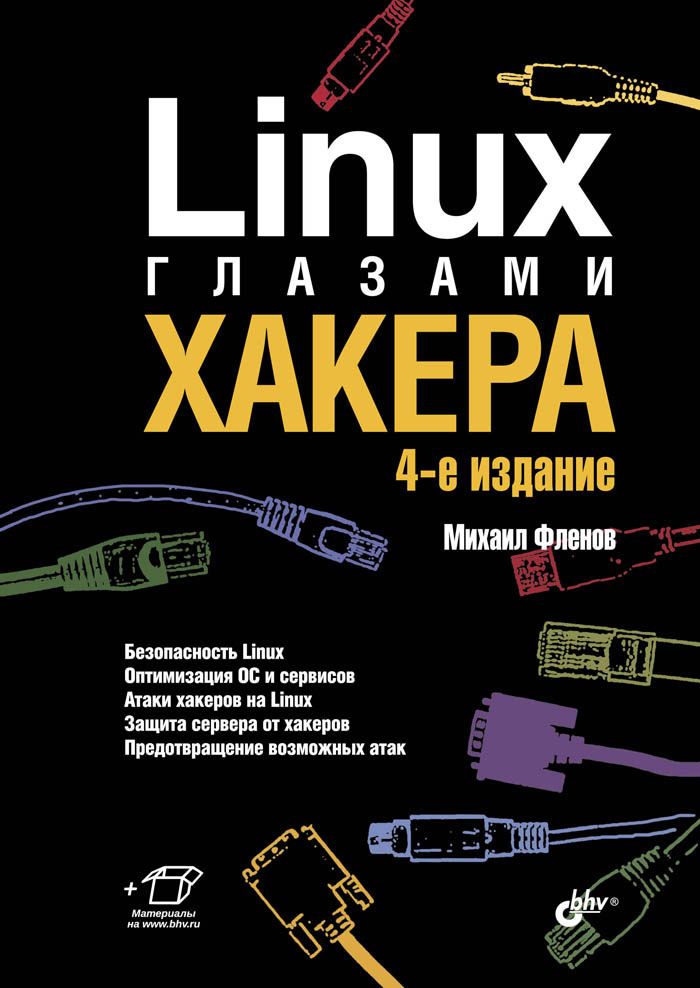 Linux
ГЛАЗАМИ
ХАКЕРА
4-е издание
Михаил Фленов
Безопасность Linux
Оптимизация ОС и сервисов
Атаки хакеров на Linux
Защита сервера от хакеров
Предотвращение возможных атак
+
Материалы
на www.bhv.ru
bhv®